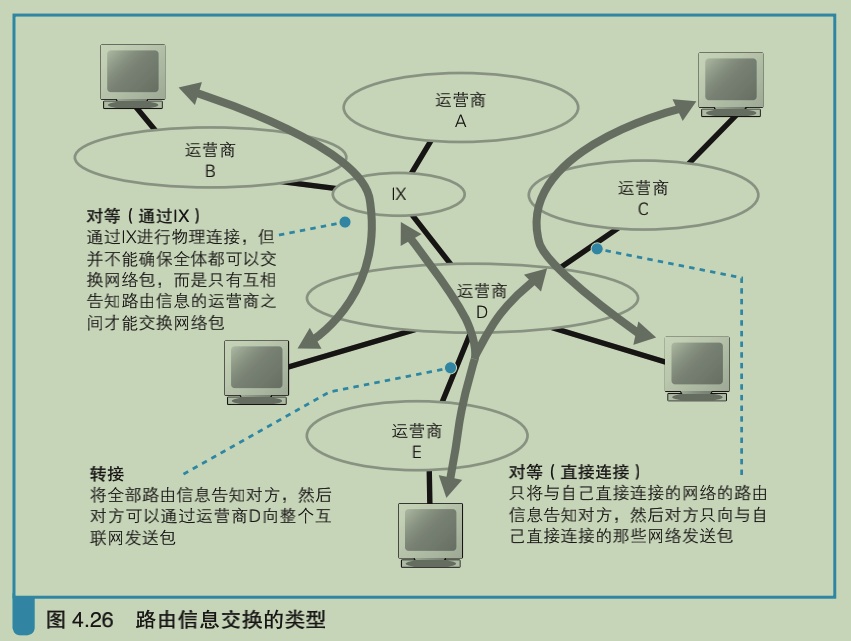 运营商
A
运营商
B
IX
运营商
C
对等（通过IX）
通过IX进行物理连接，但
并不能确保全体都可以交
换网络包，而是只有互相
告知路由信息的运营商之
间才能交换网络包
运营商
D
运营商
E
转接
将全部路由信息告知对方，然后
对方可以通过运营商D向整个互
联网发送包
对等（直接连接）
只将与自己直接连接的网络的路由
信息告知对方，然后对方只向与自
己直接连接的那些网络发送包
图 4.26 路由信息交换的类型